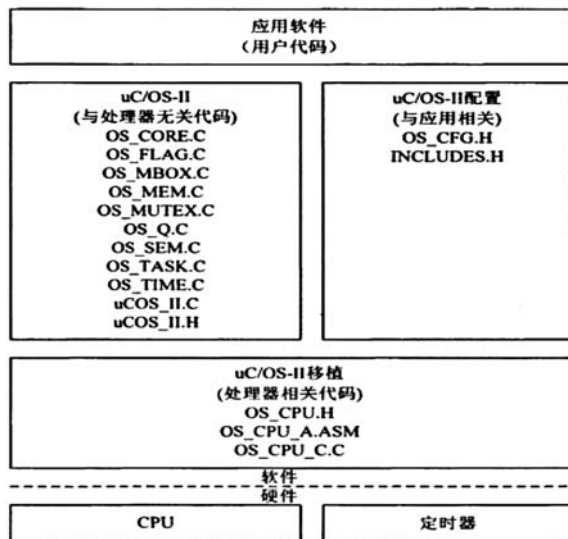 应用软件
（用户代码）
uC/OS-II
(与处理器无关代码)
OS_CORE.C
OS_FLAG.C
OS_MBOX.C
OS_MEM.C
OS_MUTEX.C
OS_Q.C
OS_SEM.C
OS_TASK.C
OS_TIME.C
uCOS_II.C
uCOS_II.H
uC/OS-II配置
(与应用相关)
OS_CFG.H
INCLUDES.H
uC/OS-II移植
(处理器相关代码)
OS_CPU.H
OS_CPU_A.ASM
OS_CPU_C.C
软件
硬件
CPU
定时器